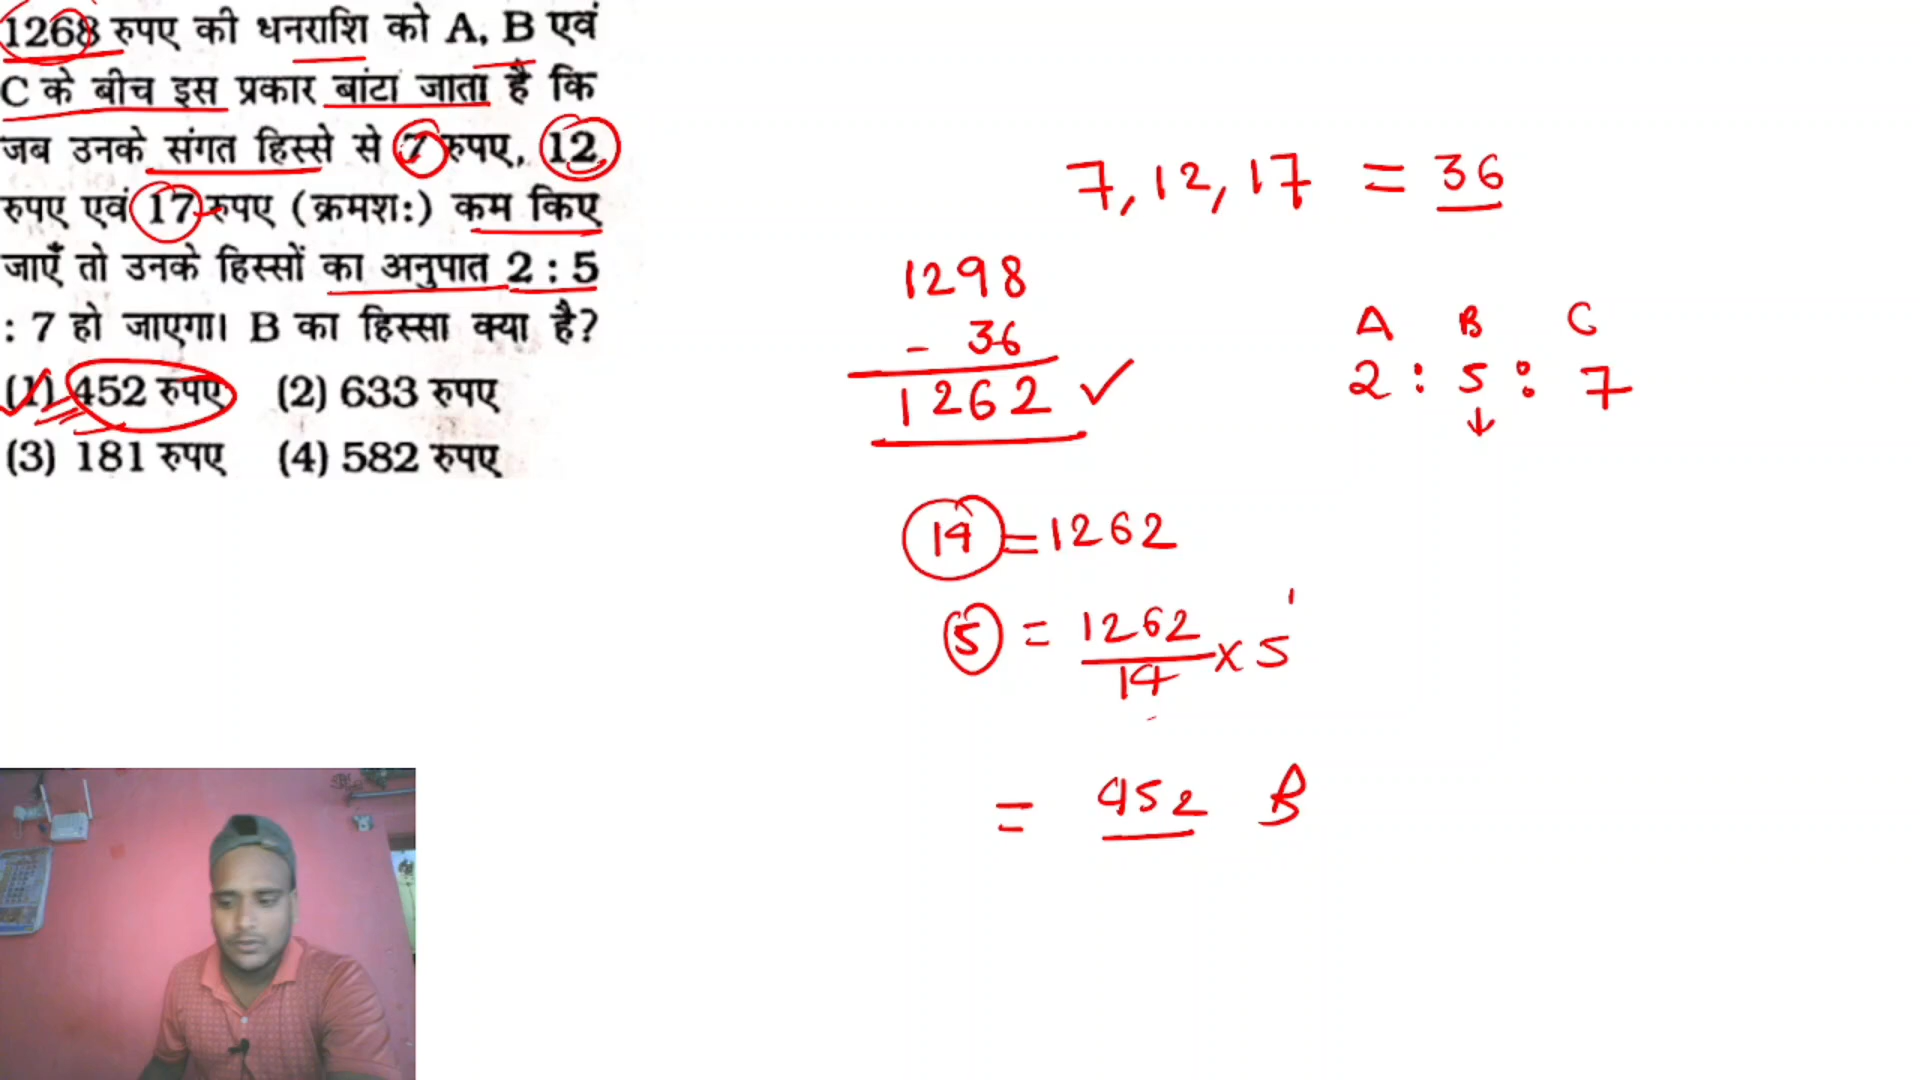 1268 रुपए की धनराशि को A, B एवं
C के बीच इस प्रकार बांटा जाता है कि
जब उनके संगत हिस्से से 7 रुपए, 12
रुपए एवं 17 रुपए (क्रमश:) कम किए
जाएँ तो उनके हिस्सों का अनुपात 2 : 5
: 7 हो जाएगा। B का हिस्सा क्या है?
(1) 452 रुपए (2) 633 रुपए
(3) 181 रुपए (4) 582 रुपए
7, 12, 17 = 36
1298
- 36
1262
A B C
2 : 5 : 7
14 = 1262
5 = 1262/14 × 5
= 452 B